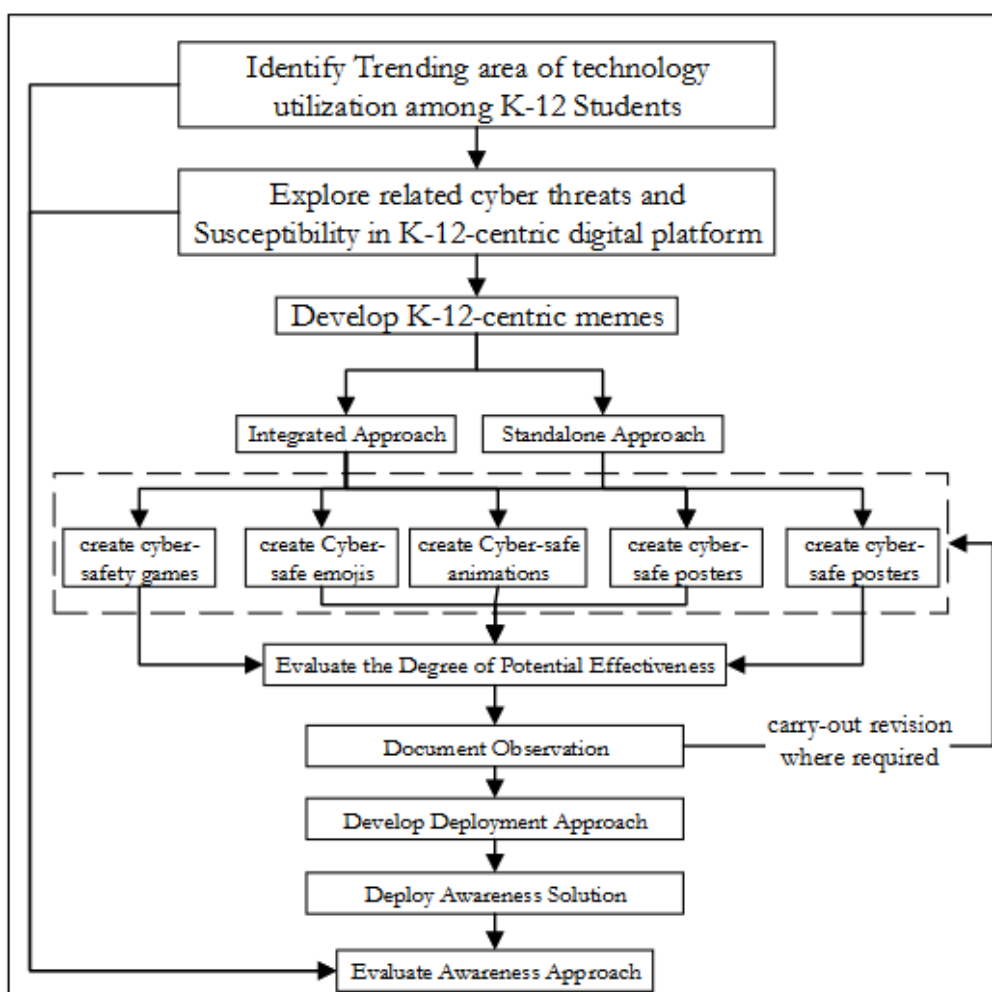 Identify Trending area of technology
utilization among K-12 Students
Explore related cyber threats and
Susceptibility in K-12-centric digital platform
Develop K-12-centric memes
Integrated Approach
Standalone Approach
create cyber-
safety games
create Cyber-
safe emojis
create Cyber-safe
animations
create cyber-
safe posters
create cyber-
safe posters
Evaluate the Degree of Potential Effectiveness
Document Observation
carry-out revision
where required
Develop Deployment Approach
Deploy Awareness Solution
Evaluate Awareness Approach